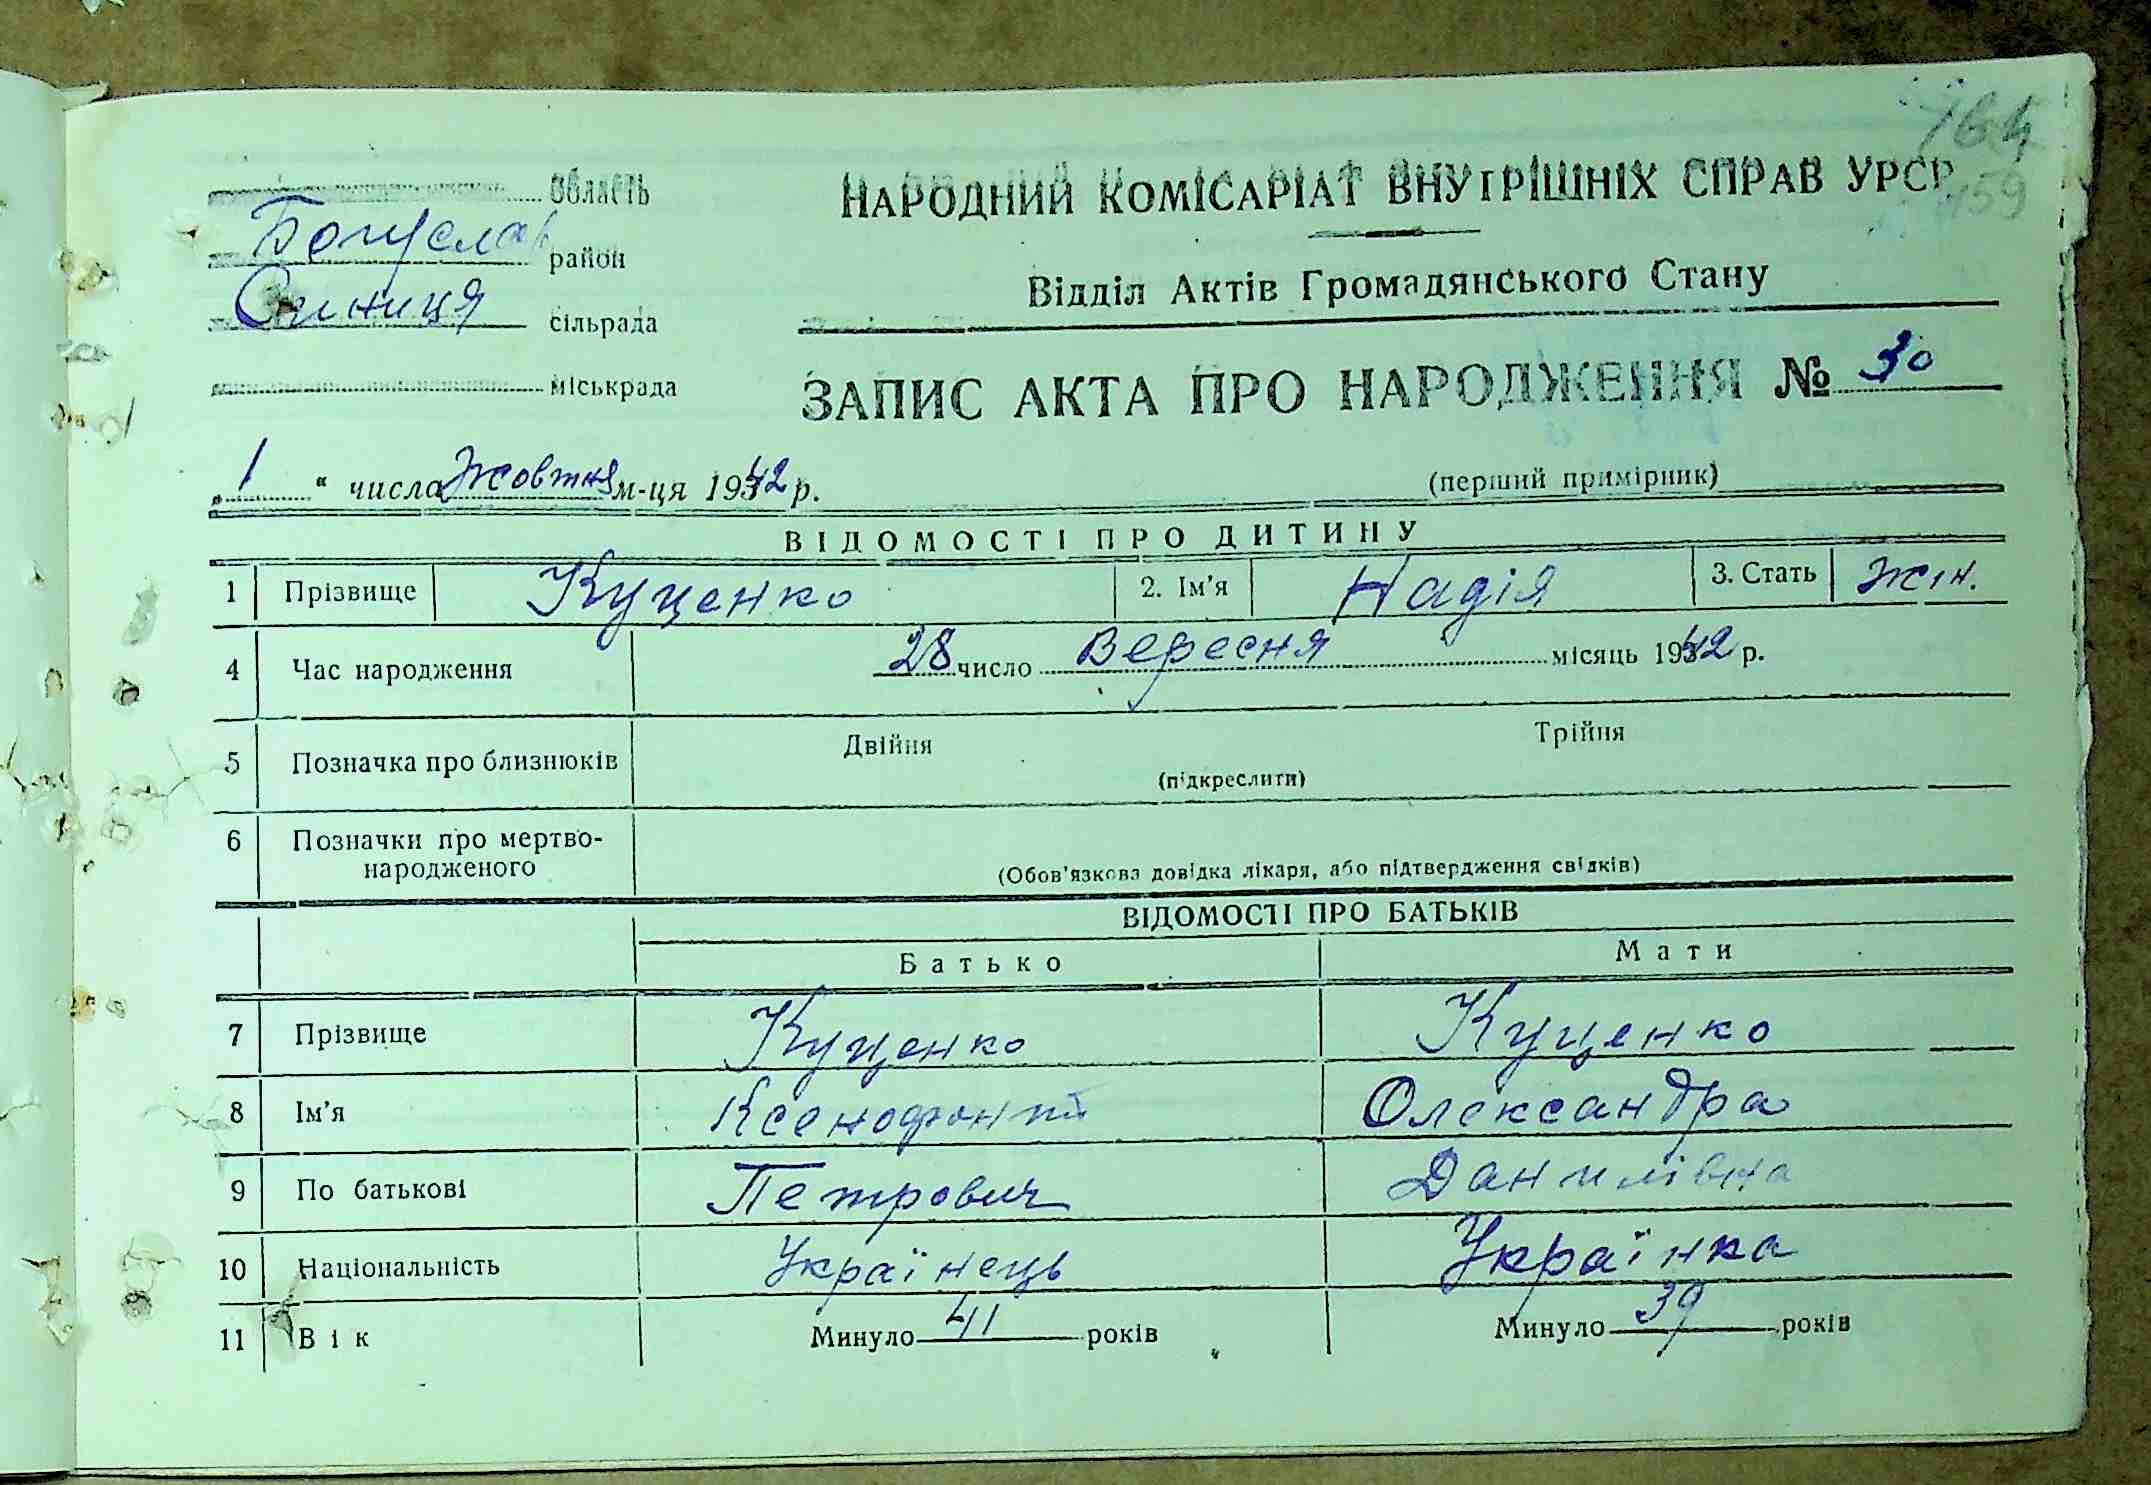 164
159
область
НАРОДНИЙ КОМІСАРІАТ ВНУТРІШНІХ СПРАВ УРСР
Богуслав район
Відділ Актів Громадянського Стану
Синиця сільрада
міськрада
ЗАПИС АКТА ПРО НАРОДЖЕННЯ № 30
„ 1 “ числа Жовтня м-ця 1942 р.
(перший примірник)
ВІДОМОСТІ ПРО ДИТИНУ
1 Прізвище Куценко 2. Ім'я Надія 3. Стать жін.
4 Час народження 28 число Вересня місяць 1942 р.
5 Позначка про близнюків Двійня Трійня
(підкреслити)
6 Позначки про мертво-
народженого
(Обов'язкова довідка лікаря, або підтвердження свідків)
ВІДОМОСТІ ПРО БАТЬКІВ
Батько Мати
7 Прізвище Куценко Куценко
8 Ім'я Ксенофонт Олександра
9 По батькові Петрович Данилівна
10 Національність Українець Українка
11 Вік Минуло 41 років Минуло 39 років